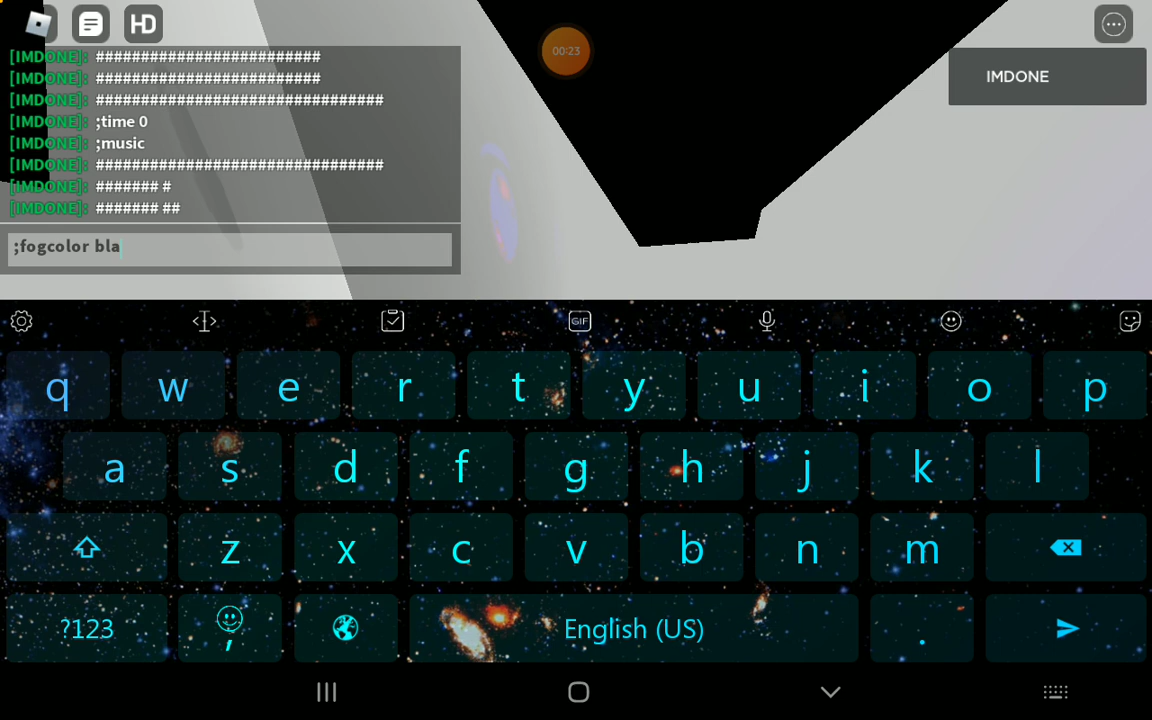 HD
00:23
[IMDONE]: #########################
[IMDONE]: #########################
[IMDONE]: ################################
[IMDONE]: ;time 0
[IMDONE]: ;music
[IMDONE]: ################################
[IMDONE]: ####### #
[IMDONE]: ####### ##
;fogcolor bla
IMDONE
GIF
q w e r t y u i o p
a s d f g h j k l
z x c v b n m
?123 , English (US) .